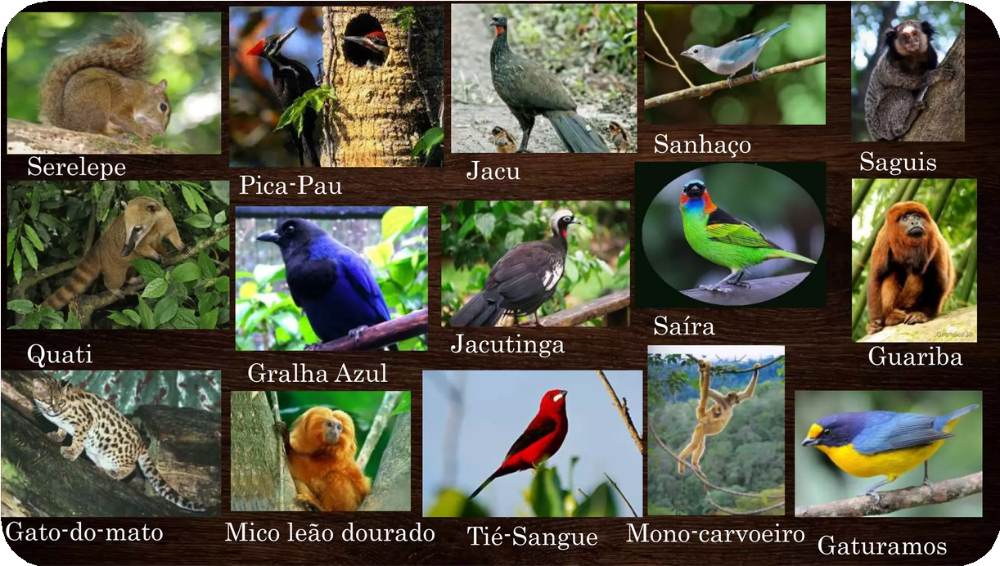 Serelepe
Pica-Pau
Jacu
Sanhaço
Saguis
Quati
Gralha Azul
Jacutinga
Saíra
Guariba
Gato-do-mato
Mico leão dourado
Tié-Sangue
Mono-carvoeiro
Gaturamos